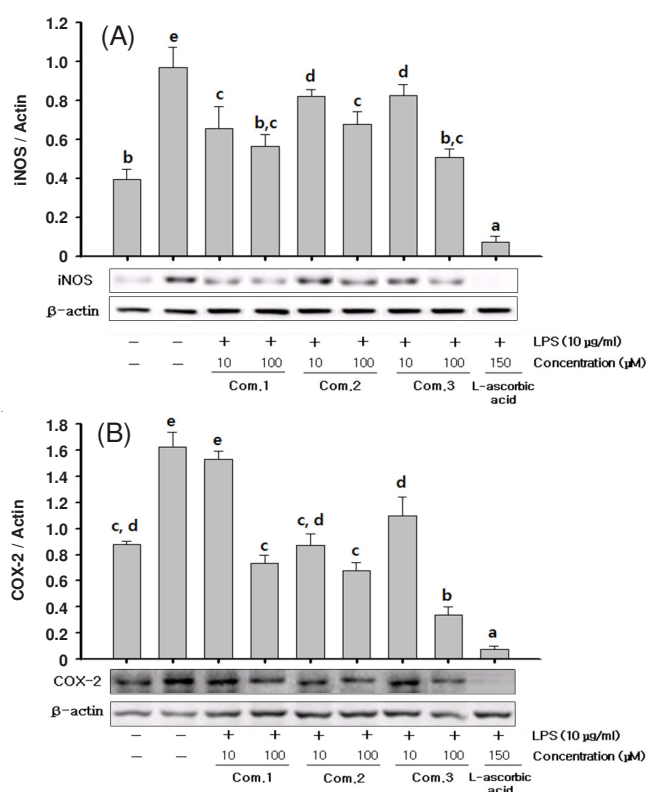 (A)
iNOS / Actin
1.2
1.0
0.8
0.6
0.4
0.2
0
b
e
c
b,c
d
c
d
b,c
a
iNOS
β-actin
− − + + + + + + + LPS (10 μg/ml)
− − 10 100 10 100 10 100 150 Concentration (μM)
Com.1 Com.2 Com.3 L-ascorbic
acid
(B)
COX-2 / Actin
1.8
1.6
1.4
1.2
1.0
0.8
0.6
0.4
0.2
0
c, d
e
e
c
c, d
c
d
b
a
COX-2
β-actin
− − + + + + + + + LPS (10 μg/ml)
− − 10 100 10 100 10 100 150 Concentration (μM)
Com.1 Com.2 Com.3 L-ascorbic
acid